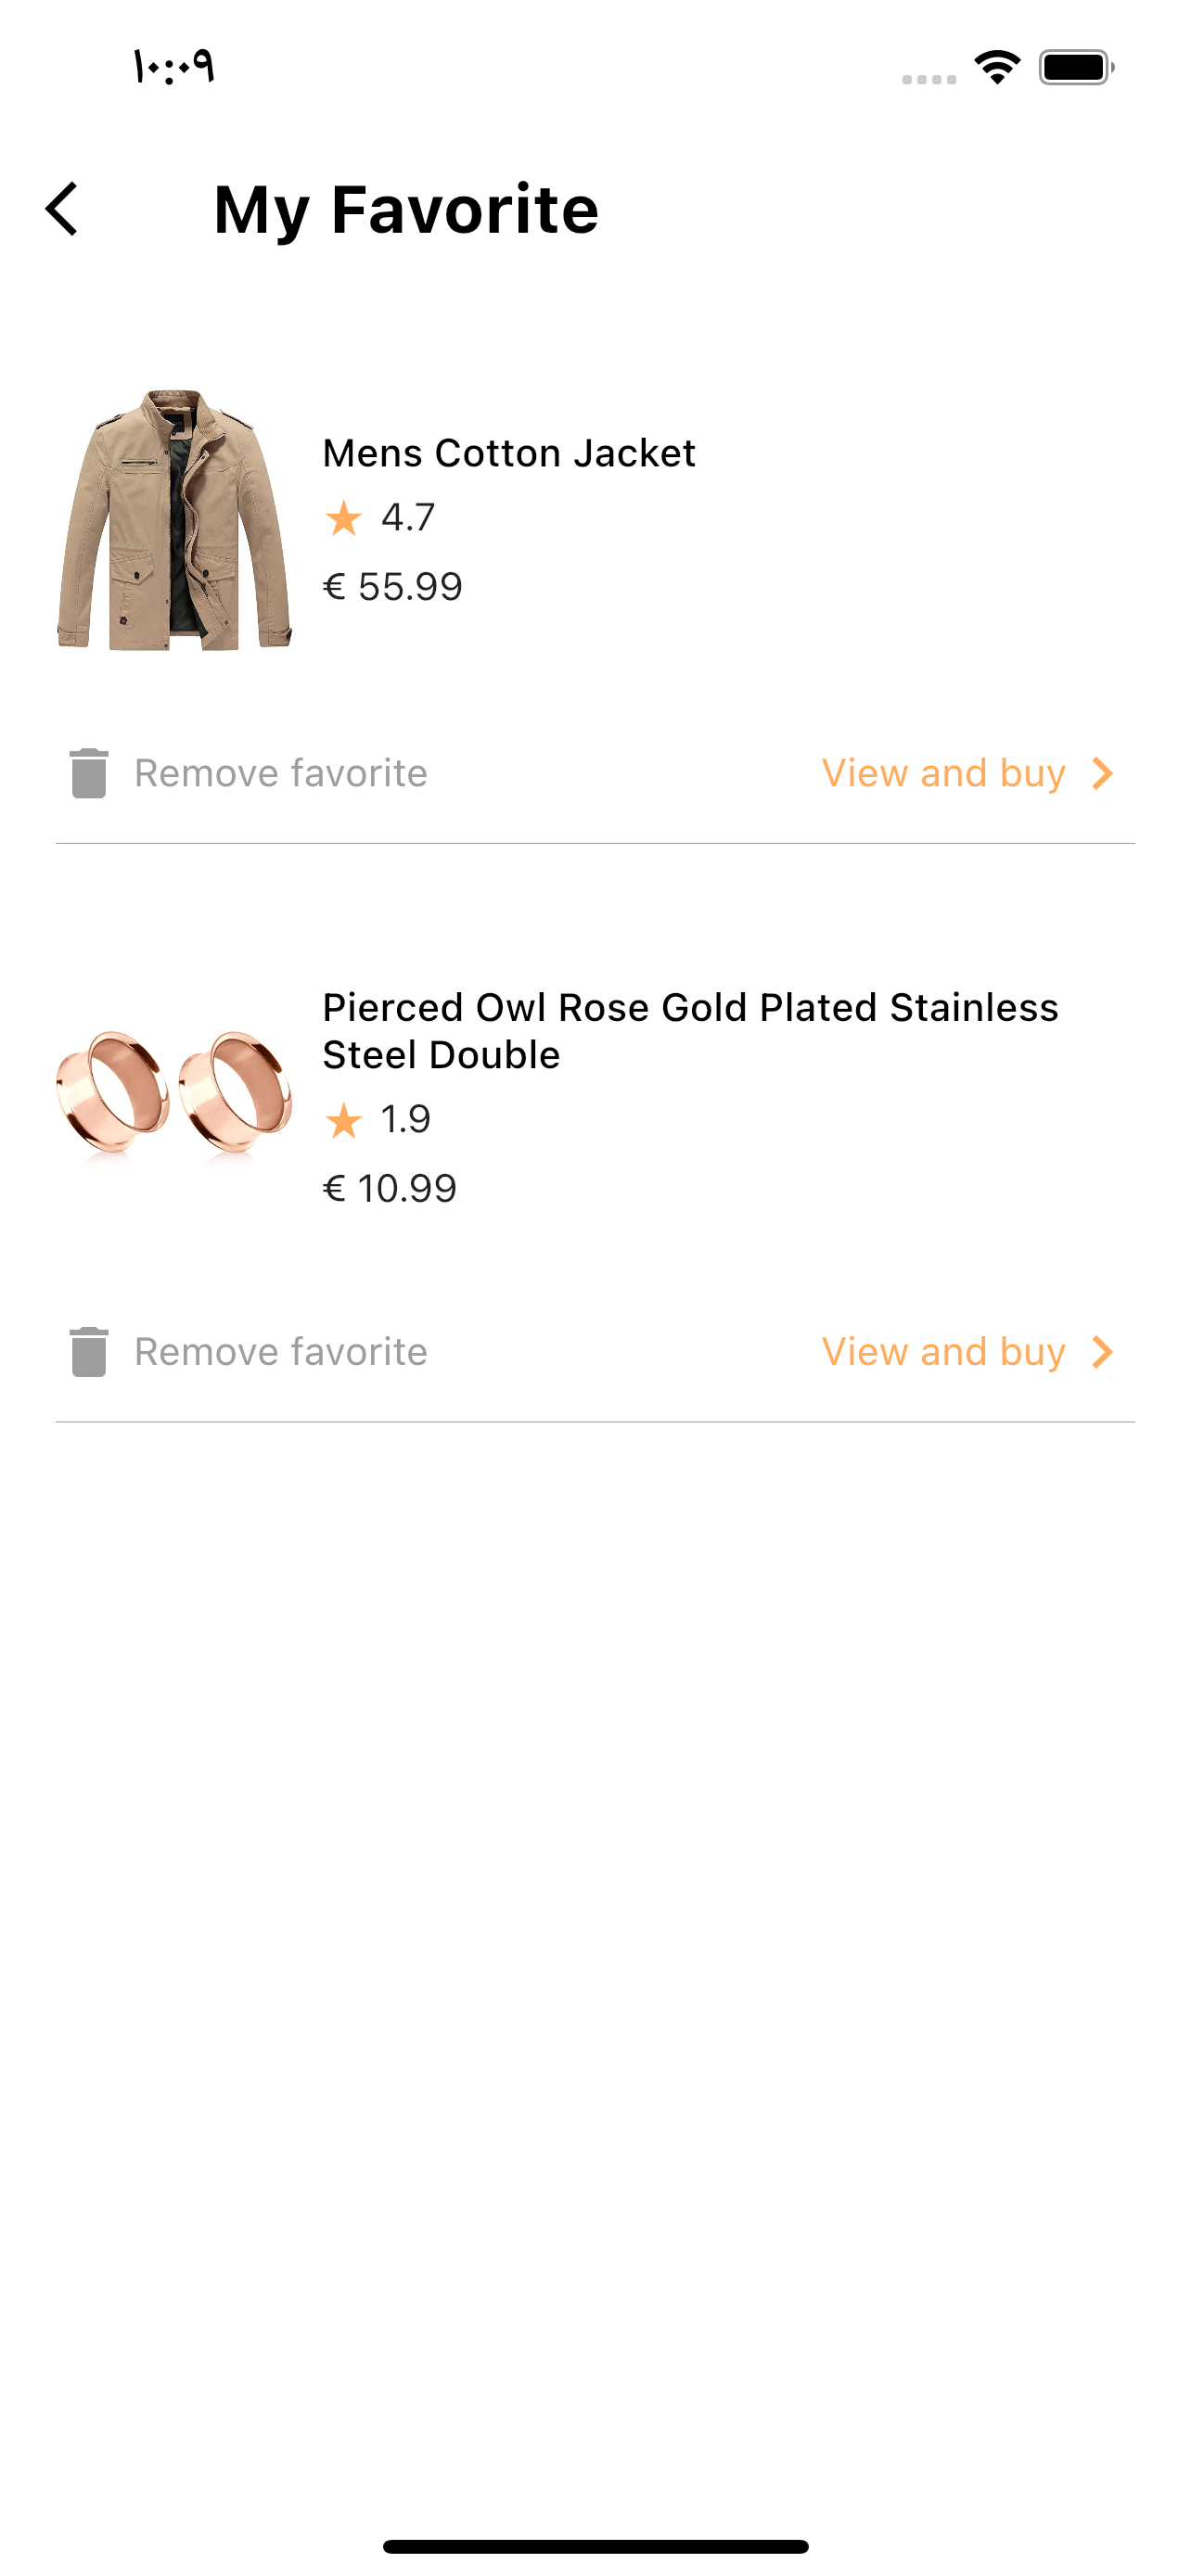 ١٠:٠٩
My Favorite
Mens Cotton Jacket
4.7
€ 55.99
Remove favorite
View and buy
Pierced Owl Rose Gold Plated Stainless
Steel Double
1.9
€ 10.99
Remove favorite
View and buy